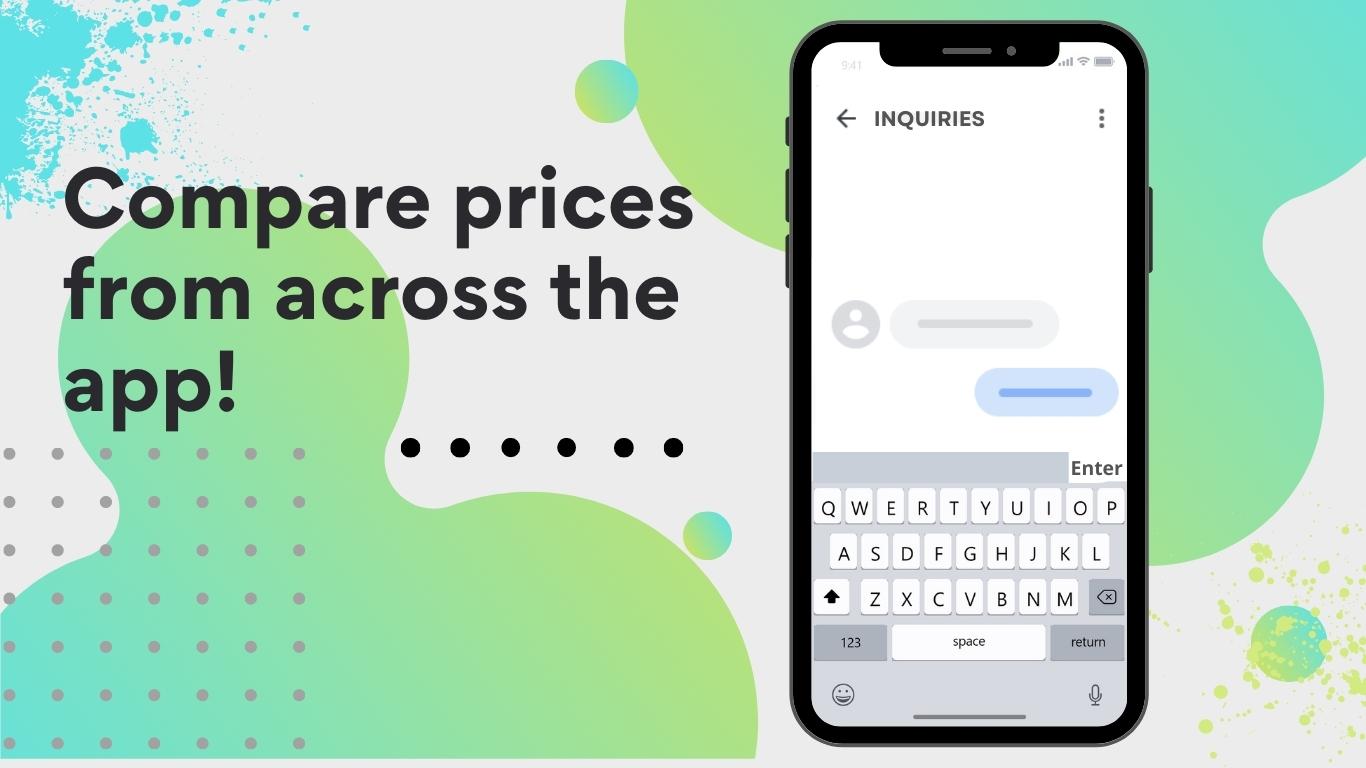 Compare prices
from across the
app!
9:41
INQUIRIES
Enter
Q W E R T Y U I O P
A S D F G H J K L
Z X C V B N M
123 space return